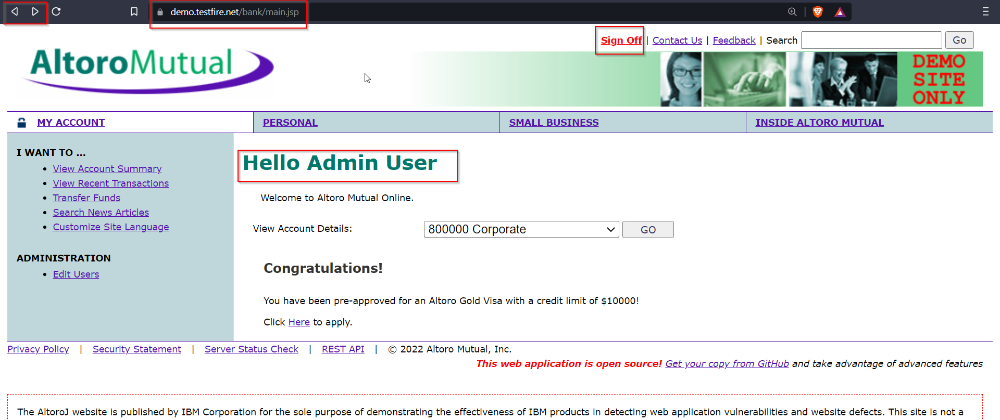 demo.testfire.net/bank/main.jsp
Sign Off | Contact Us | Feedback | Search Go
AltoroMutual
DEMO
SITE
ONLY
MY ACCOUNT PERSONAL SMALL BUSINESS INSIDE ALTORO MUTUAL
I WANT TO ...
• View Account Summary
• View Recent Transactions
• Transfer Funds
• Search News Articles
• Customize Site Language
ADMINISTRATION
• Edit Users
Hello Admin User
Welcome to Altoro Mutual Online.
View Account Details: 800000 Corporate GO
Congratulations!
You have been pre-approved for an Altoro Gold Visa with a credit limit of $10000!
Click Here to apply.
Privacy Policy | Security Statement | Server Status Check | REST API | © 2022 Altoro Mutual, Inc.
This web application is open source! Get your copy from GitHub and take advantage of advanced features
The AltoroJ website is published by IBM Corporation for the sole purpose of demonstrating the effectiveness of IBM products in detecting web application vulnerabilities and website defects. This site is not a